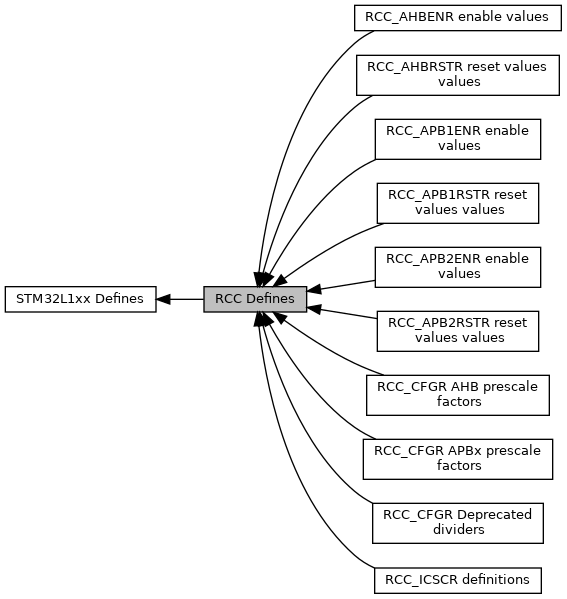 RCC_AHBENR enable values
RCC_AHBRSTR reset values
values
RCC_APB1ENR enable
values
RCC_APB1RSTR reset
values values
RCC_APB2ENR enable
values
STM32L1xx Defines
RCC Defines
RCC_APB2RSTR reset
values values
RCC_CFGR AHB prescale
factors
RCC_CFGR APBx prescale
factors
RCC_CFGR Deprecated
dividers
RCC_ICSCR definitions